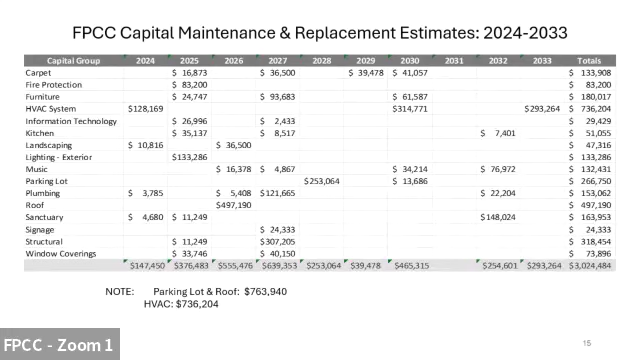 FPCC Capital Maintenance & Replacement Estimates: 2024-2033
Capital Group 2024 2025 2026 2027 2028 2029 2030 2031 2032 2033 Totals
Carpet $ 16,873 $ 36,500 $ 39,478 $ 41,057 $ 133,908
Fire Protection $ 83,200 $ 83,200
Furniture $ 24,747 $ 93,683 $ 61,587 $ 180,017
HVAC System $128,169 $314,771 $293,264 $ 736,204
Information Technology $ 26,996 $ 2,433 $ 29,429
Kitchen $ 35,137 $ 8,517 $ 7,401 $ 51,055
Landscaping $ 10,816 $ 36,500 $ 47,316
Lighting - Exterior $133,286 $ 133,286
Music $ 16,378 $ 4,867 $ 34,214 $ 76,972 $ 132,431
Parking Lot $253,064 $ 13,686 $ 266,750
Plumbing $ 3,785 $ 5,408 $121,665 $ 22,204 $ 153,062
Roof $497,190 $ 497,190
Sanctuary $ 4,680 $ 11,249 $148,024 $ 163,953
Signage $ 24,333 $ 24,333
Structural $ 11,249 $307,205 $ 318,454
Window Coverings $ 33,746 $ 40,150 $ 73,896
$147,450 $376,483 $555,476 $639,353 $253,064 $39,478 $465,315 $254,601 $293,264 $3,024,484
NOTE: Parking Lot & Roof: $763,940
HVAC: $736,204
FPCC - Zoom 1
15